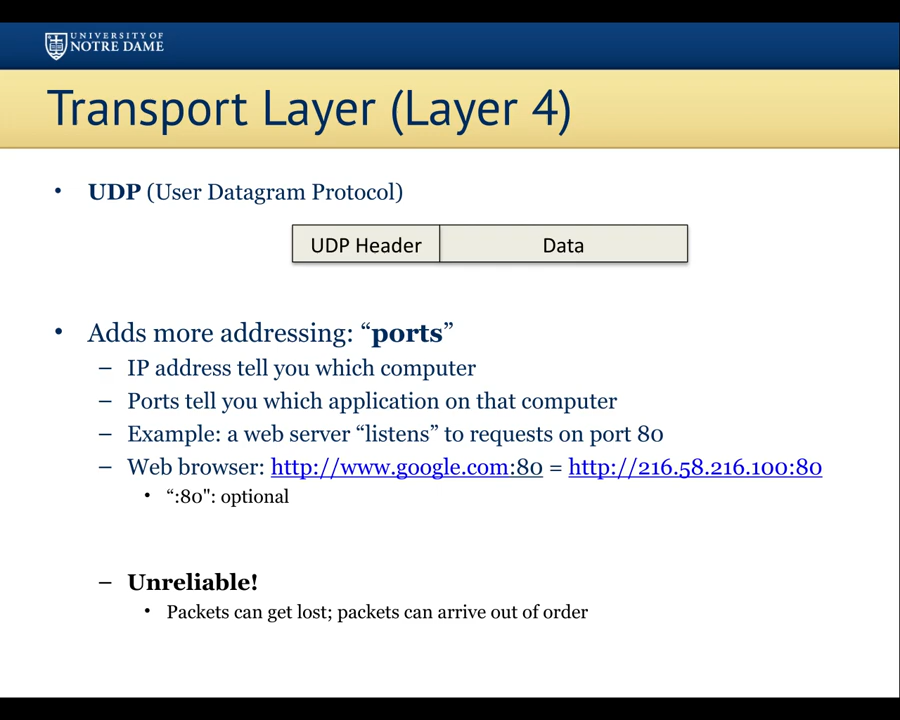 UNIVERSITY OF
NOTRE DAME
Transport Layer (Layer 4)
• UDP (User Datagram Protocol)
UDP Header Data
• Adds more addressing: “ports”
– IP address tell you which computer
– Ports tell you which application on that computer
– Example: a web server “listens” to requests on port 80
– Web browser: http://www.google.com:80 = http://216.58.216.100:80
• “:80": optional
– Unreliable!
• Packets can get lost; packets can arrive out of order